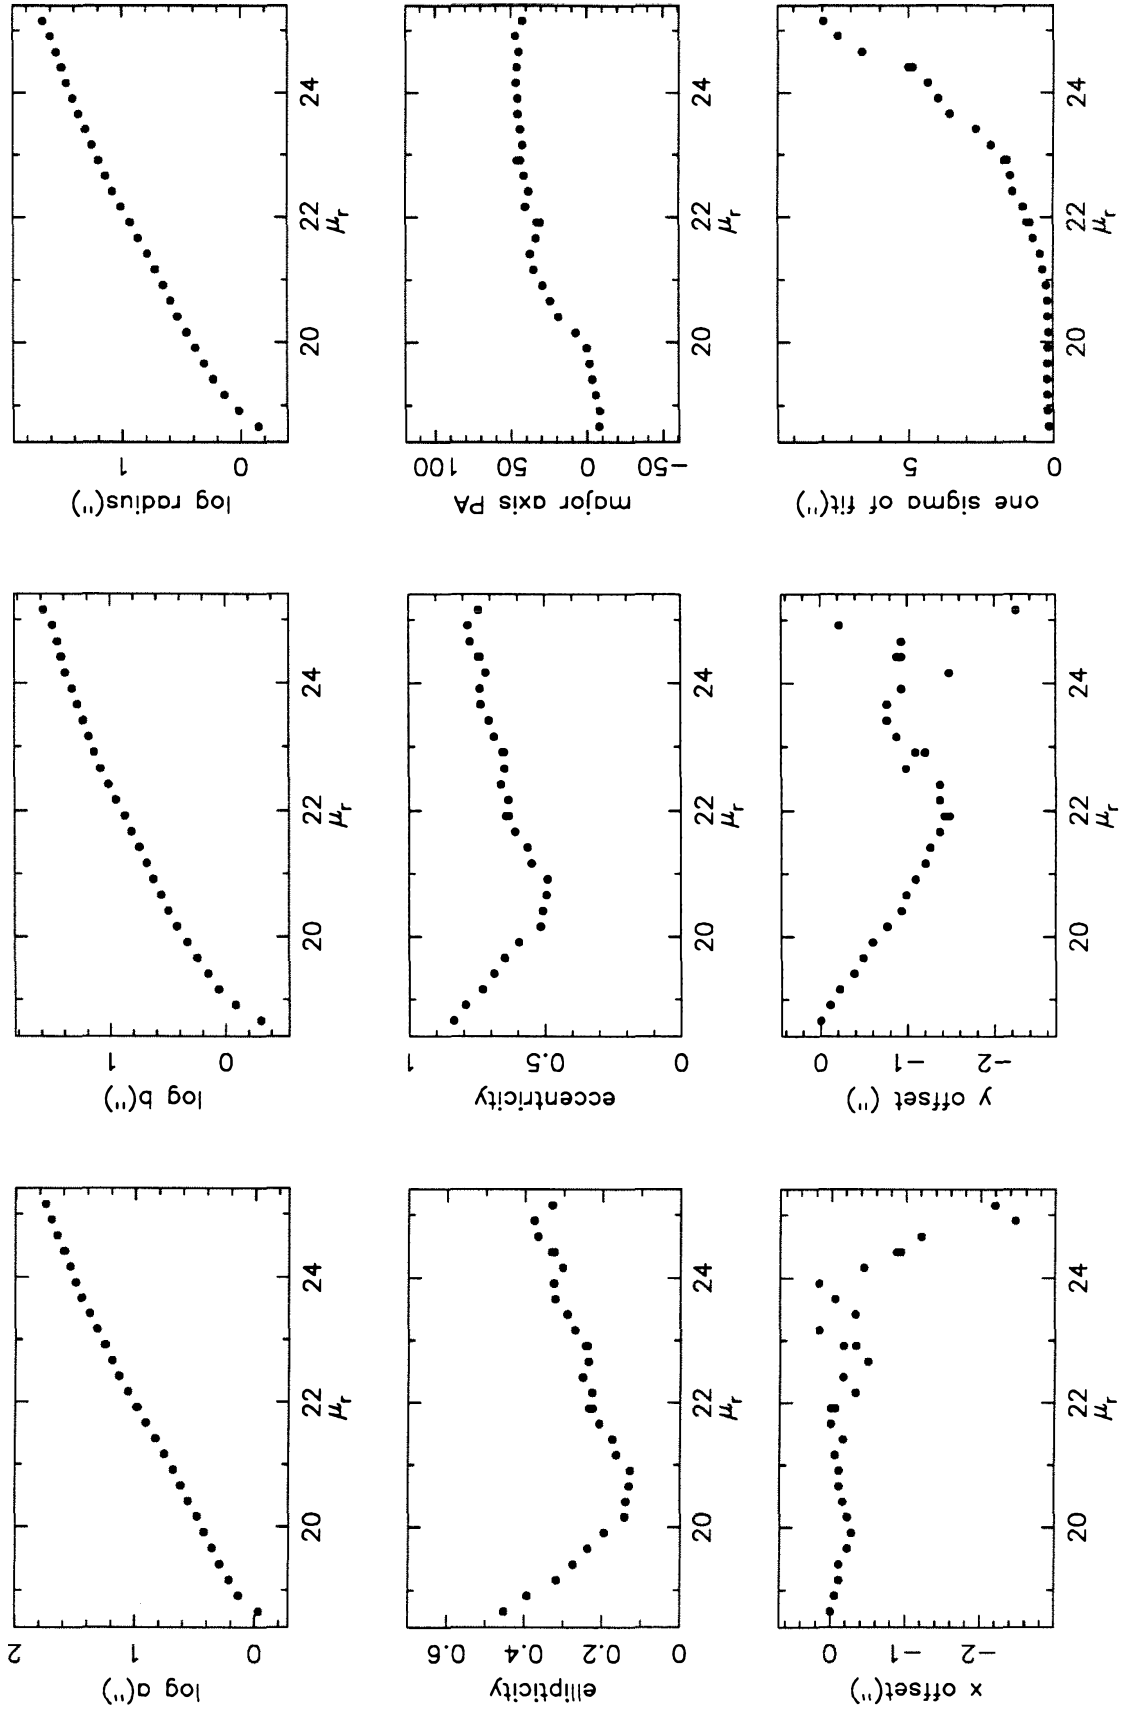 2
1
0
log a(")
20
22
24
μr
1
0
log b(")
20
22
24
μr
1
0
log radius(")
20
22
24
μr
0.6
0.4
0.2
0
ellipticity
20
22
24
μr
1
0.5
0
eccentricity
20
22
24
μr
100
50
0
−50
major axis PA
20
22
24
μr
0
−1
−2
x offset(")
20
22
24
μr
0
−1
−2
y offset (")
20
22
24
μr
5
0
one sigma of fit(")
20
22
24
μr